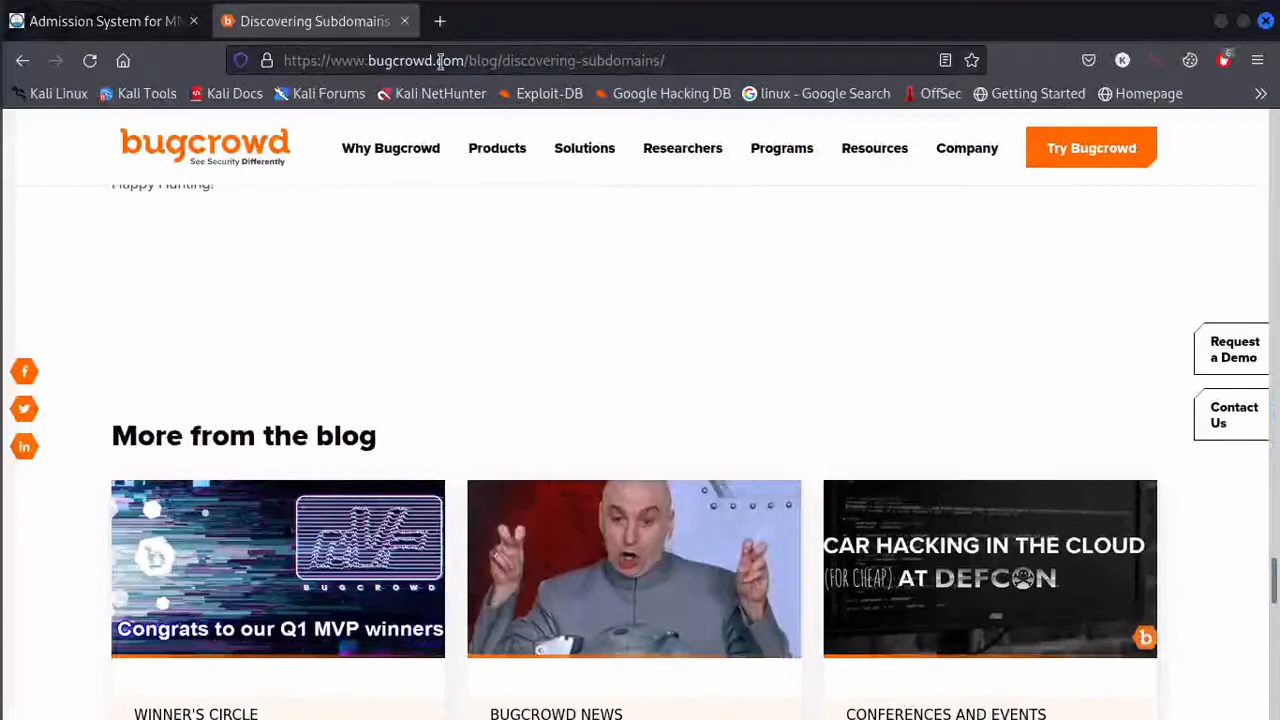 Admission System for MM
Discovering Subdomains
https://www.bugcrowd.com/blog/discovering-subdomains/
6
Kali Linux
Kali Tools
Kali Docs
Kali Forums
Kali NetHunter
Exploit-DB
Google Hacking DB
linux - Google Search
OffSec
Getting Started
Homepage
bugcrowd
See Security Differently
Why Bugcrowd
Products
Solutions
Researchers
Programs
Resources
Company
Try Bugcrowd
Happy Hunting!
Request
a Demo
Contact
Us
More from the blog
MVP
BUGCROWD
Congrats to our Q1 MVP winners
CAR HACKING IN THE CLOUD
(FOR CHEAP) AT DEFCON
WINNER'S CIRCLE
BUGCROWD NEWS
CONFERENCES AND EVENTS